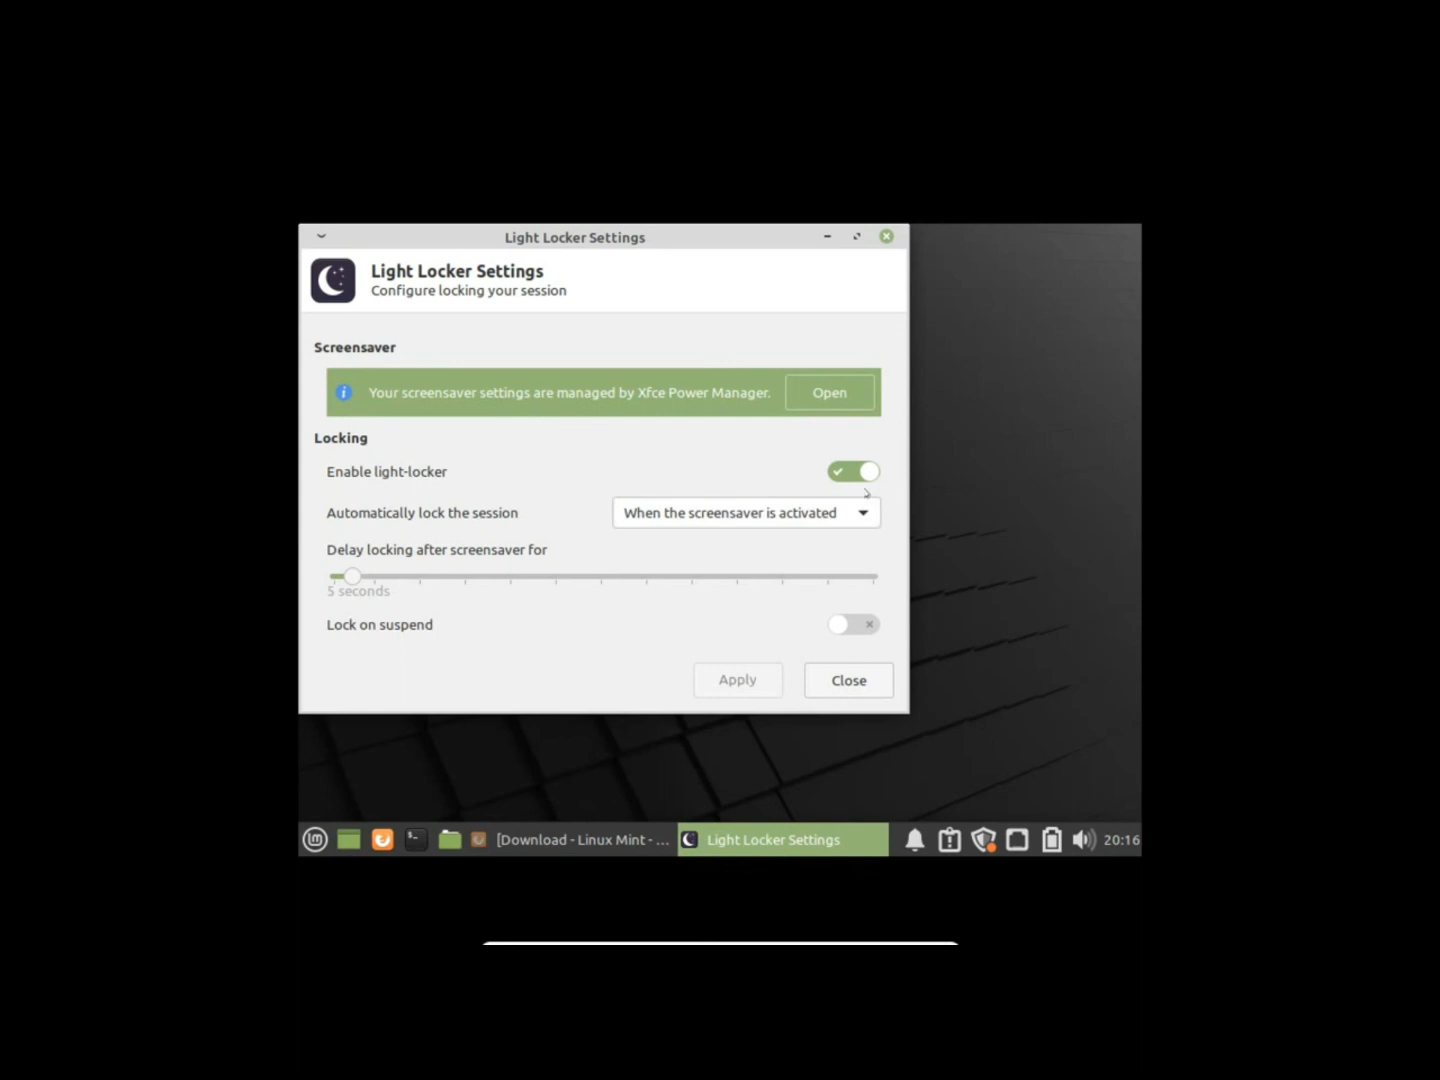 Light Locker Settings
Light Locker Settings
Configure locking your session
Screensaver
Your screensaver settings are managed by Xfce Power Manager. Open
Locking
Enable light-locker
Automatically lock the session When the screensaver is activated
Delay locking after screensaver for
5 seconds
Lock on suspend
Apply Close
[Download - Linux Mint - ... Light Locker Settings 20:16